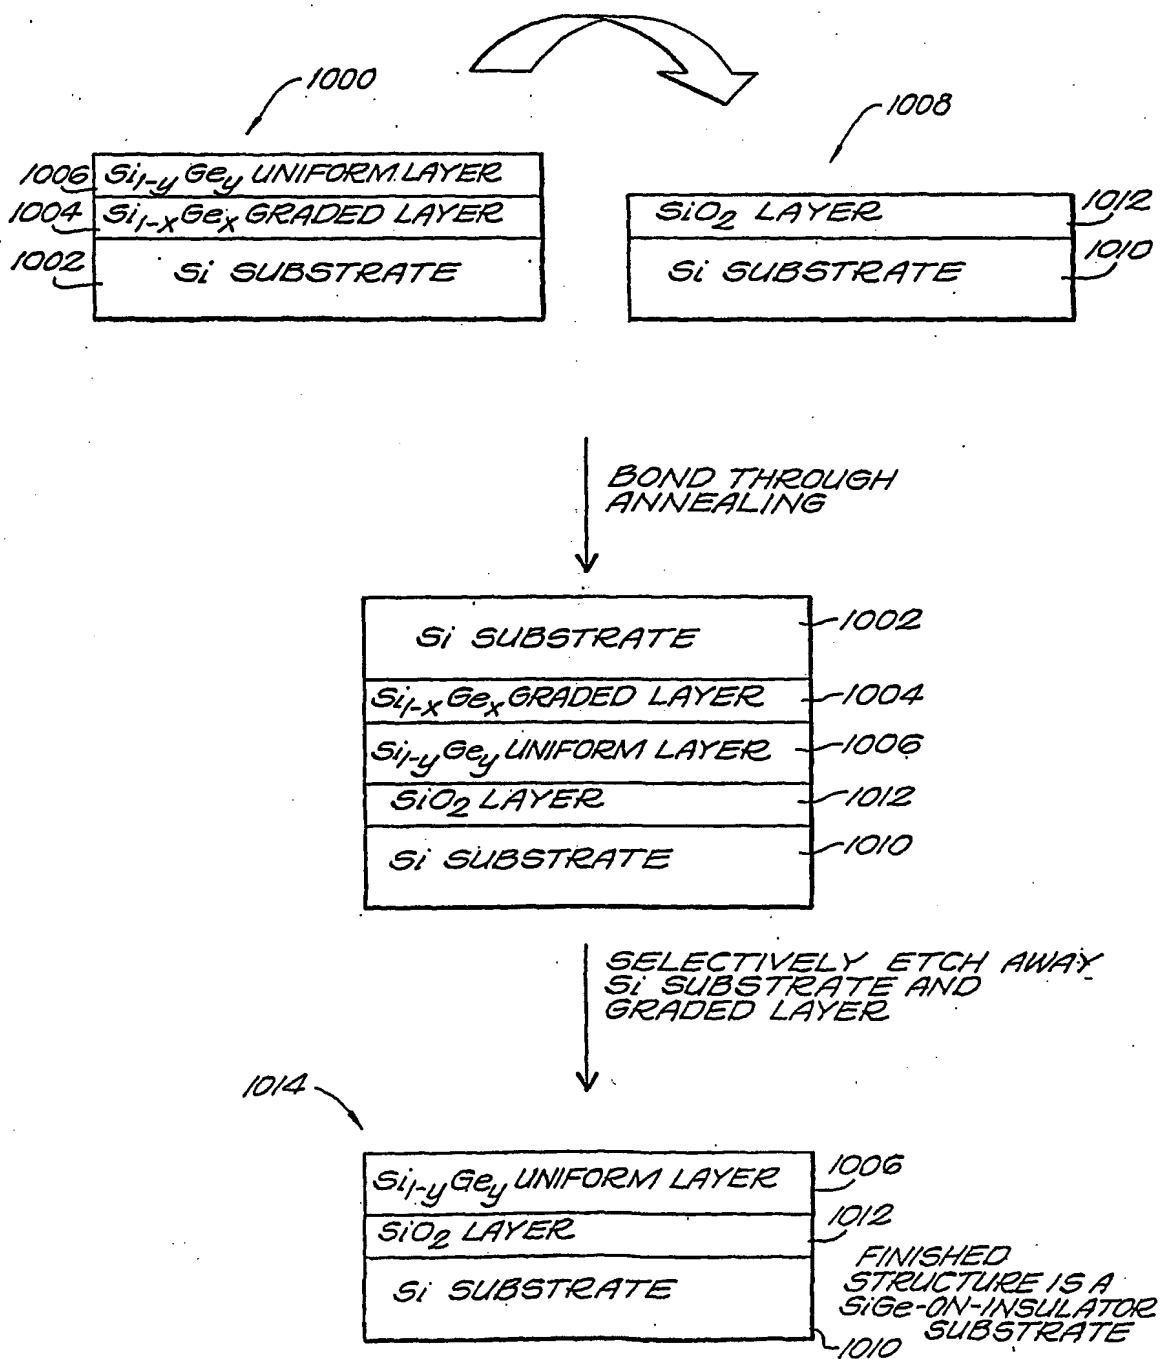 1000
1008
1006
Si1-yGey UNIFORM LAYER
1004
Si1-xGex GRADED LAYER
1002
Si SUBSTRATE
SiO2 LAYER
1012
Si SUBSTRATE
1010
BOND THROUGH
ANNEALING
Si SUBSTRATE
1002
Si1-xGex GRADED LAYER
1004
Si1-yGey UNIFORM LAYER
1006
SiO2 LAYER
1012
Si SUBSTRATE
1010
SELECTIVELY ETCH AWAY
Si SUBSTRATE AND
GRADED LAYER
1014
Si1-yGey UNIFORM LAYER
1006
SiO2 LAYER
1012
Si SUBSTRATE
1010
FINISHED
STRUCTURE IS A
SiGe-ON-INSULATOR
SUBSTRATE